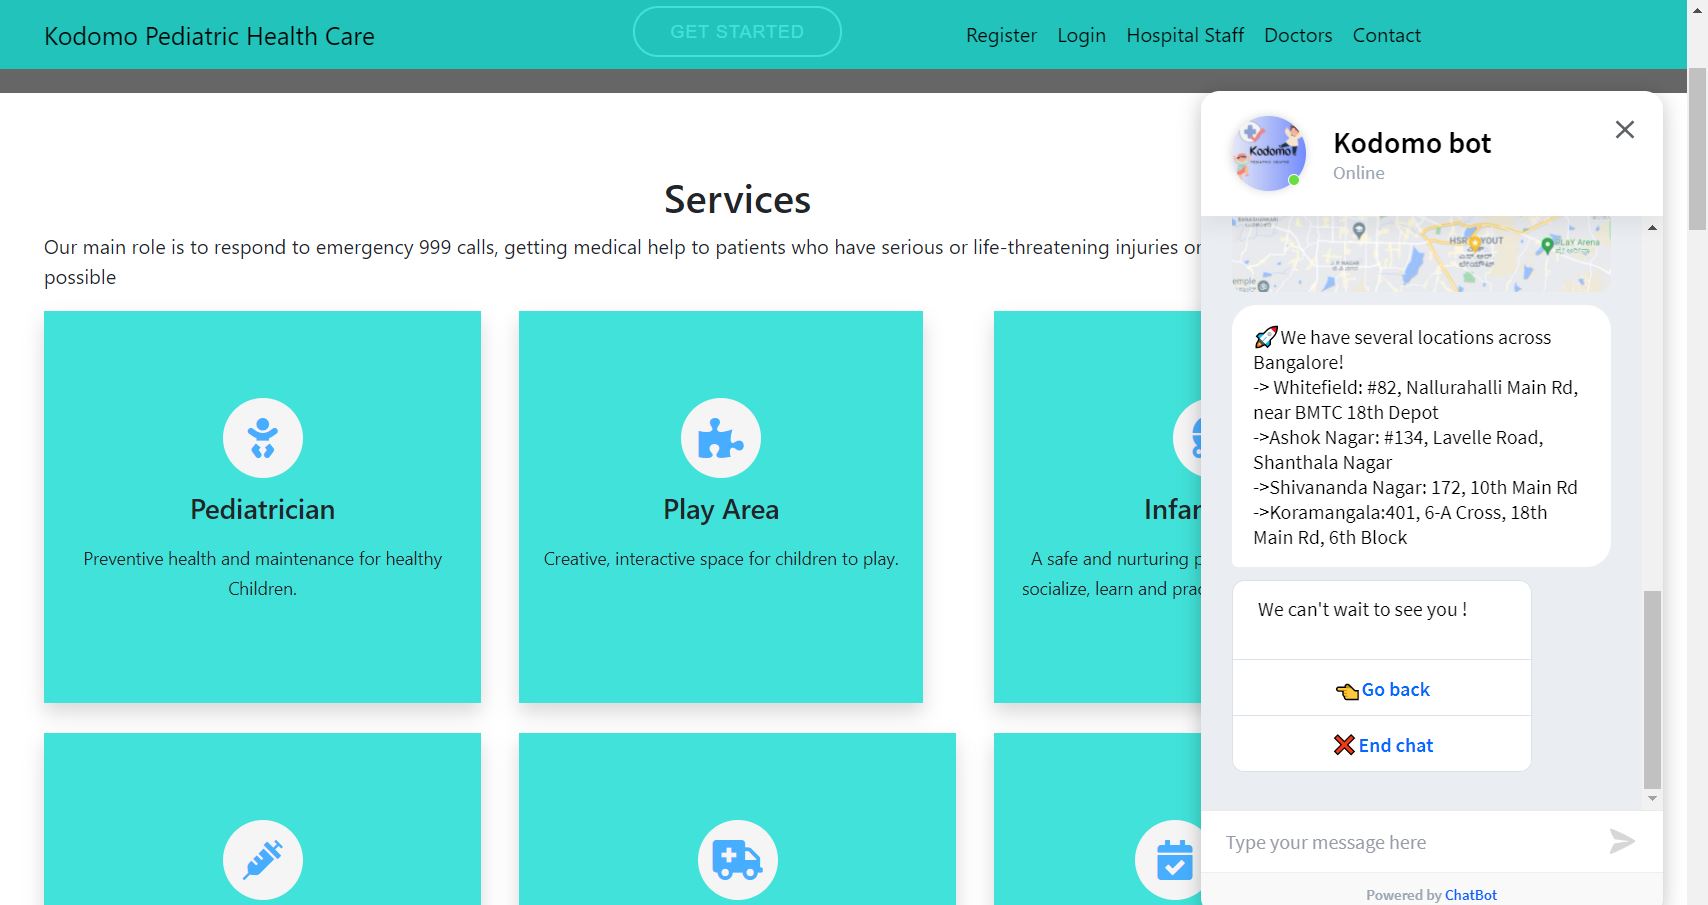 Kodomo Pediatric Health Care
GET STARTED
Register Login Hospital Staff Doctors Contact
Services
Our main role is to respond to emergency 999 calls, getting medical help to patients who have serious or life-threatening injuries or
possible
Pediatrician
Preventive health and maintenance for healthy
Children.
Play Area
Creative, interactive space for children to play.
A safe and nurturing
socialize, learn and
Kodomo
Kodomo bot
Online
HSR
LaY Arena
J P NAGAR
emple
🚀We have several locations across
Bangalore!
-> Whitefield: #82, Nallurahalli Main Rd,
near BMTC 18th Depot
->Ashok Nagar: #134, Lavelle Road,
Shanthala Nagar
->Shivananda Nagar: 172, 10th Main Rd
->Koramangala:401, 6-A Cross, 18th
Main Rd, 6th Block
We can't wait to see you !
👈Go back
❌End chat
Type your message here
Powered by ChatBot